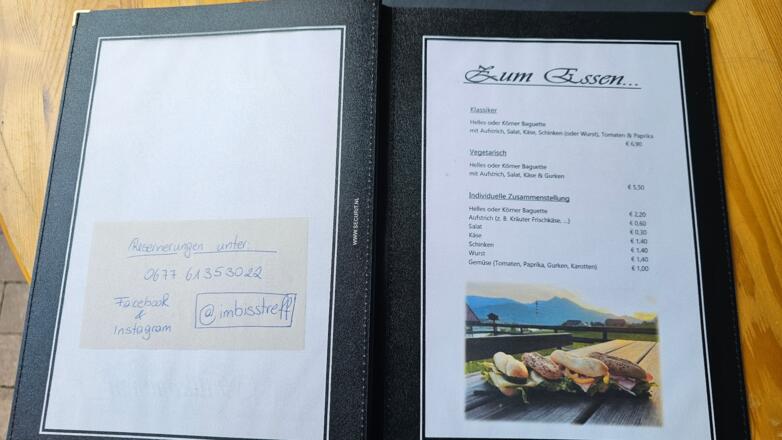 Reservierungen unter:
0677 61353022
Facebook
&
Instagram
@imbisstreff
WWW.SECURIT.NL
Zum Essen...
Klassiker
Helles oder Körner Baguette
mit Aufstrich, Salat, Käse, Schinken (oder Wurst), Tomaten & Paprika
€ 6,90
Vegetarisch
Helles oder Körner Baguette
mit Aufstrich, Salat, Käse & Gurken
€ 5,50
Individuelle Zusammenstellung
Helles oder Körner Baguette € 2,20
Aufstrich (z. B. Kräuter Frischkäse, ...) € 0,60
Salat € 0,30
Käse € 1,40
Schinken € 1,40
Wurst € 1,40
Gemüse (Tomaten, Paprika, Gurken, Karotten) € 1,00